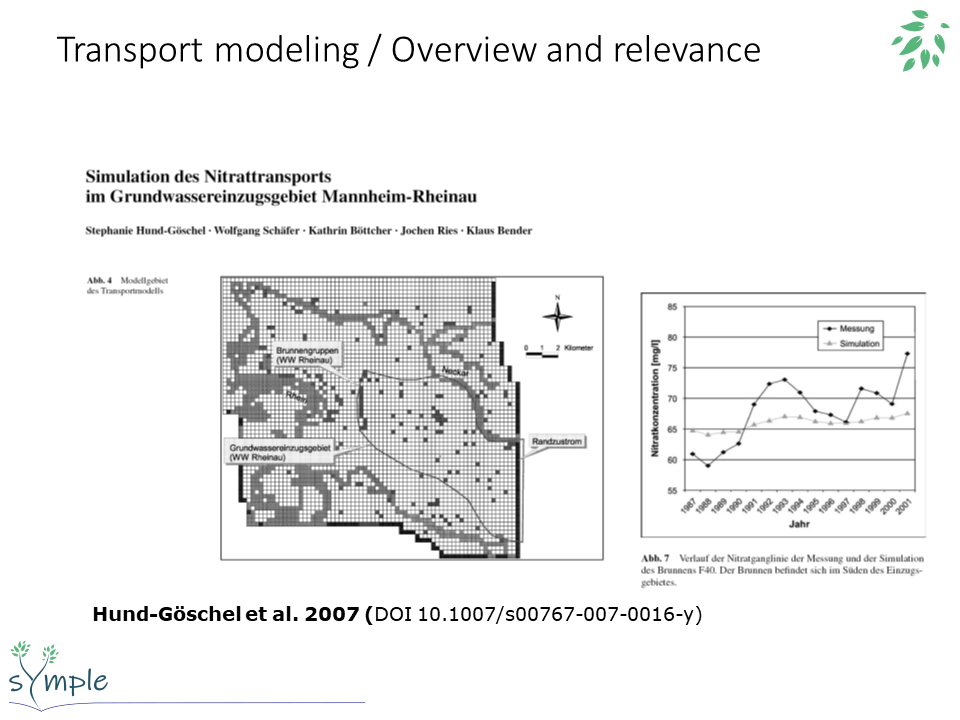 Transport modeling / Overview and relevance
Simulation des Nitrattransports
im Grundwassereinzugsgebiet Mannheim-Rheinau
Stephanie Hund-Göschel · Wolfgang Schäfer · Kathrin Böttcher · Jochen Ries · Klaus Bender
Abb. 4 Modellgebiet
des Transportmodells
N
0 1 2 Kilometer
Brunnengruppen
(WW Rheinau)
Neckar
Rhein
Grundwassereinzugsgebiet
(WW Rheinau)
Randzustrom
Nitratkonzentration [mg/l]
85
80
75
70
65
60
55
Messung
Simulation
1987 1988 1989 1990 1991 1992 1993 1994 1995 1996 1997 1998 1999 2000 2001
Jahr
Abb. 7 Verlauf der Nitratganglinie der Messung und der Simulation
des Brunnens F40. Der Brunnen befindet sich im Süden des Einzugs-
gebietes.
Hund-Göschel et al. 2007 (DOI 10.1007/s00767-007-0016-y)
sYmple